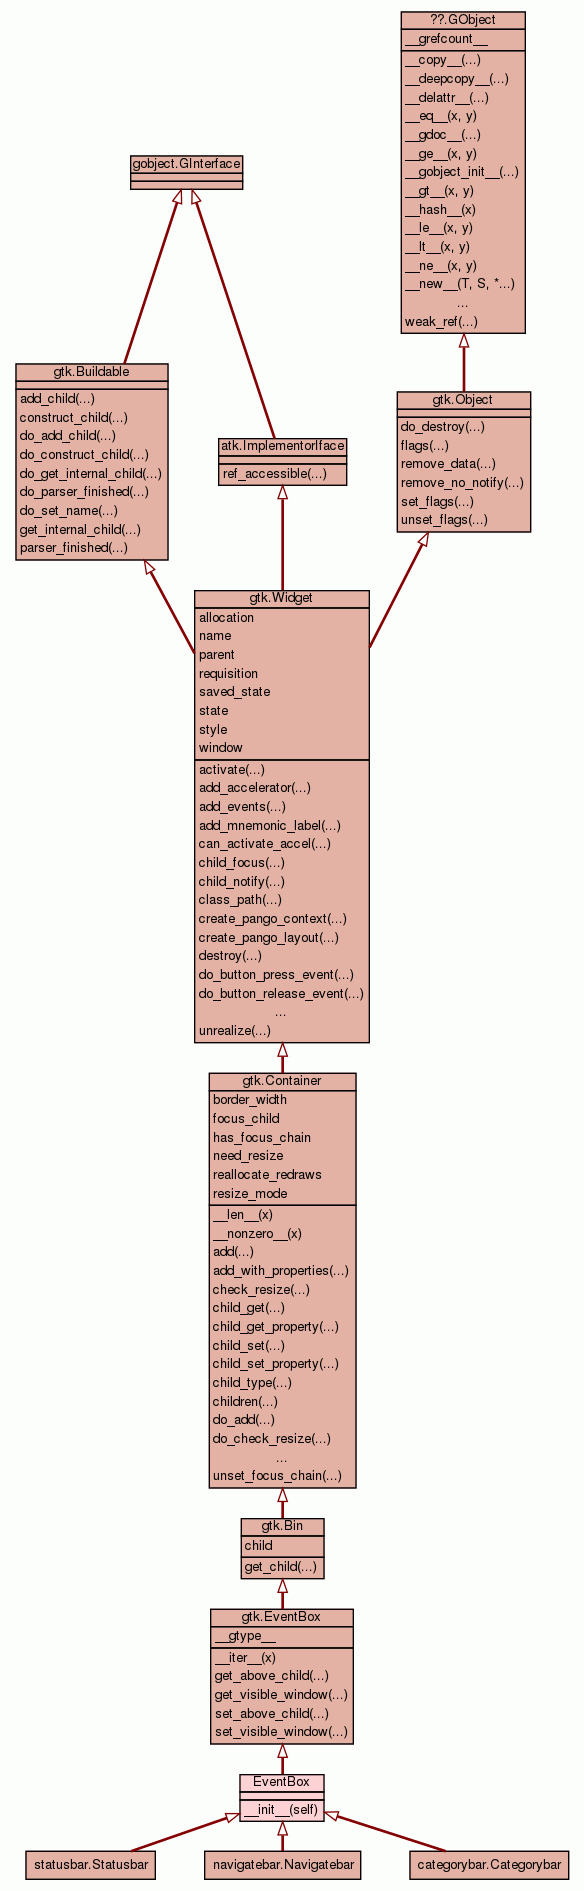 ??.GObject
__grefcount__
__copy__(...)
__deepcopy__(...)
__delattr__(...)
__eq__(x, y)
__gdoc__(...)
__ge__(x, y)
__gobject_init__(...)
__gt__(x, y)
__hash__(x)
__le__(x, y)
__lt__(x, y)
__ne__(x, y)
__new__(T, S, *...)
...
weak_ref(...)
gobject.GInterface
gtk.Buildable
add_child(...)
construct_child(...)
do_add_child(...)
do_construct_child(...)
do_get_internal_child(...)
do_parser_finished(...)
do_set_name(...)
get_internal_child(...)
parser_finished(...)
atk.ImplementorIface
ref_accessible(...)
gtk.Object
do_destroy(...)
flags(...)
remove_data(...)
remove_no_notify(...)
set_flags(...)
unset_flags(...)
gtk.Widget
allocation
name
parent
requisition
saved_state
state
style
window
activate(...)
add_accelerator(...)
add_events(...)
add_mnemonic_label(...)
can_activate_accel(...)
child_focus(...)
child_notify(...)
class_path(...)
create_pango_context(...)
create_pango_layout(...)
destroy(...)
do_button_press_event(...)
do_button_release_event(...)
...
unrealize(...)
gtk.Container
border_width
focus_child
has_focus_chain
need_resize
reallocate_redraws
resize_mode
__len__(x)
__nonzero__(x)
add(...)
add_with_properties(...)
check_resize(...)
child_get(...)
child_get_property(...)
child_set(...)
child_set_property(...)
child_type(...)
children(...)
do_add(...)
do_check_resize(...)
...
unset_focus_chain(...)
gtk.Bin
child
get_child(...)
gtk.EventBox
__gtype__
__iter__(x)
get_above_child(...)
get_visible_window(...)
set_above_child(...)
set_visible_window(...)
EventBox
__init__(self)
statusbar.Statusbar
navigatebar.Navigatebar
categorybar.Categorybar